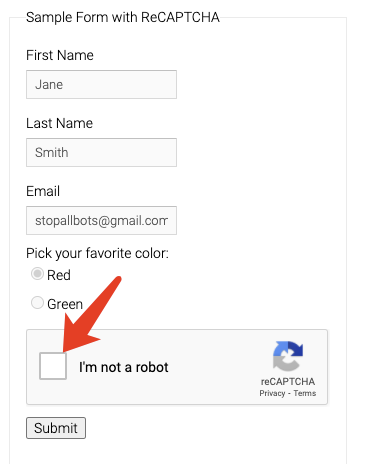 Sample Form with ReCAPTCHA
First Name
Jane
Last Name
Smith
Email
stopallbots@gmail.com
Pick your favorite color:
Red
Green
I'm not a robot
reCAPTCHA
Privacy - Terms
Submit